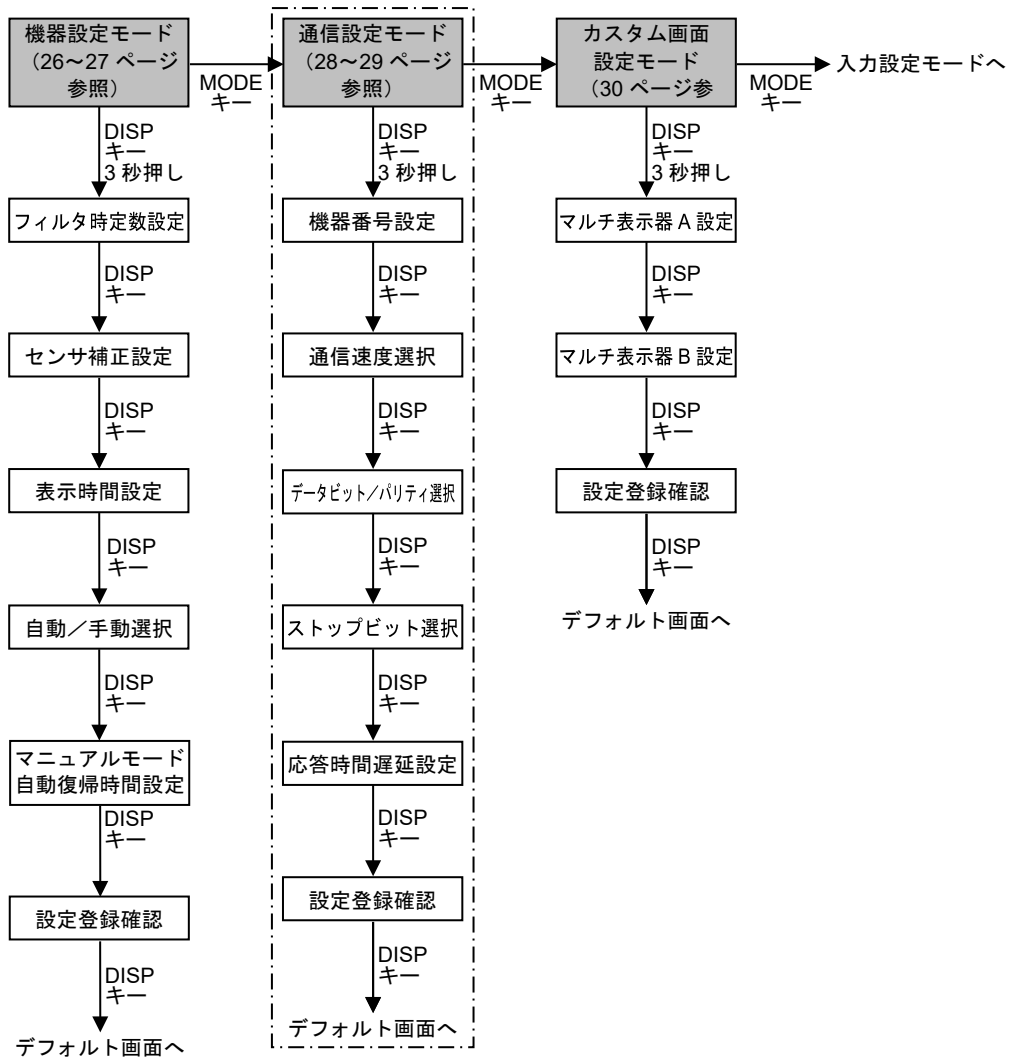 機器設定モード
（26～27 ページ
参照）
MODE
キー
通信設定モード
（28～29 ページ
参照）
MODE
キー
カスタム画面
設定モード
（30 ページ参
MODE
キー
入力設定モードへ
DISP
キー
3 秒押し
フィルタ時定数設定
DISP
キー
センサ補正設定
DISP
キー
表示時間設定
DISP
キー
自動／手動選択
DISP
キー
マニュアルモード
自動復帰時間設定
DISP
キー
設定登録確認
DISP
キー
デフォルト画面へ
DISP
キー
3 秒押し
機器番号設定
DISP
キー
通信速度選択
DISP
キー
データビット／パリティ選択
DISP
キー
ストップビット選択
DISP
キー
応答時間遅延設定
DISP
キー
設定登録確認
DISP
キー
デフォルト画面へ
DISP
キー
3 秒押し
マルチ表示器 A 設定
DISP
キー
マルチ表示器 B 設定
DISP
キー
設定登録確認
DISP
キー
デフォルト画面へ